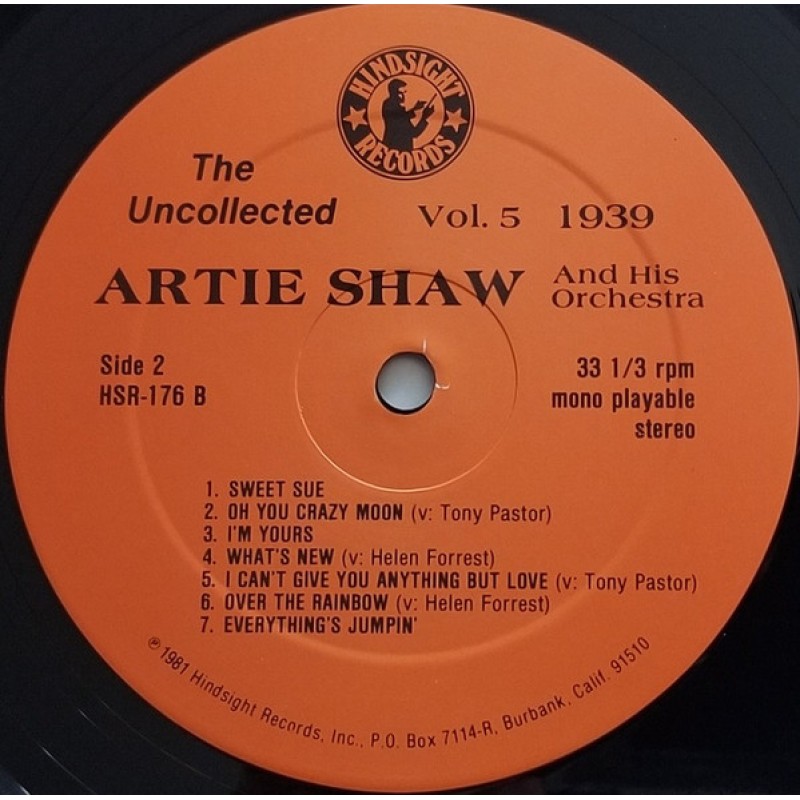 HINDSIGHT
RECORDS
The
Uncollected
Vol. 5 1939
ARTIE SHAW
And His
Orchestra
Side 2
HSR-176 B
33 1/3 rpm
mono playable
stereo
1. SWEET SUE
2. OH YOU CRAZY MOON (v: Tony Pastor)
3. I'M YOURS
4. WHAT'S NEW (v: Helen Forrest)
5. I CAN'T GIVE YOU ANYTHING BUT LOVE (v: Tony Pastor)
6. OVER THE RAINBOW (v: Helen Forrest)
7. EVERYTHING'S JUMPIN'
℗ 1981 Hindsight Records, Inc., P.O. Box 7114-R, Burbank, Calif. 91510